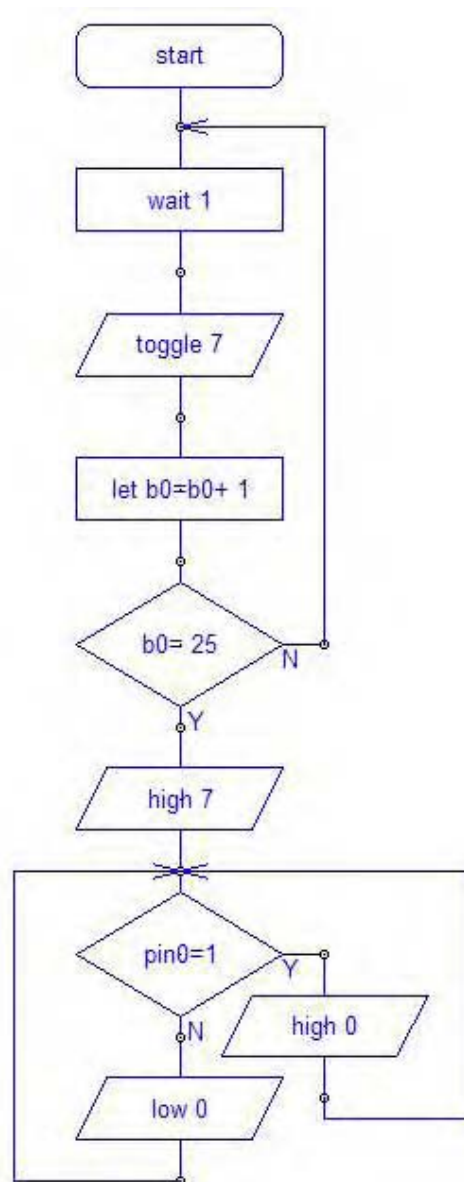 start
wait 1
toggle 7
let b0=b0+ 1
b0= 25
N
Y
high 7
pin0=1
Y
N
high 0
low 0